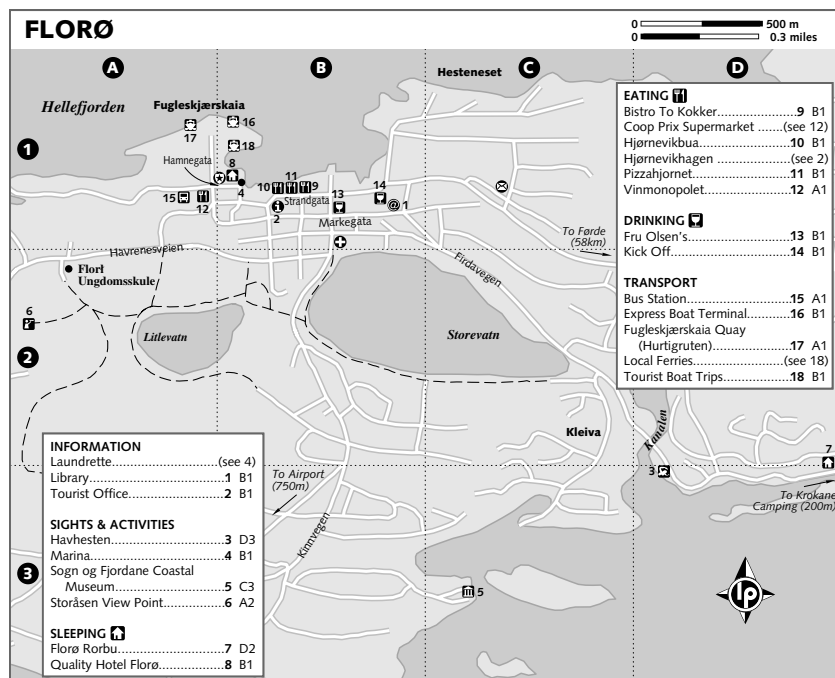 FLORØ
0 500 m
0 0.3 miles
A
B
C
D
1
2
3
Hellefjorden
Fugleskjærskaia
Hesteneset
17
16
18
8
Hamnegata
4
15
12
10
11
9
Strandgata
2
13
14
1
Markegata
To Førde
(58km)
Havrenesveien
Florł
Ungdomsskule
Firdavegen
6
Litlevatn
Storevatn
Kleiva
Kanalen
3
7
To Krokane
Camping (200m)
To Airport
(750m)
Kinnvegen
5
lp
EATING
Bistro To Kokker......................9 B1
Coop Prix Supermarket ......(see 12)
Hjørnevikbua.......................10 B1
Hjørnevikhagen ....................(see 2)
Pizzahjornet.........................11 B1
Vinmonopolet......................12 A1
DRINKING
Fru Olsen's...........................13 B1
Kick Off................................14 B1
TRANSPORT
Bus Station...........................15 A1
Express Boat Terminal...........16 B1
Fugleskjærskaia Quay
(Hurtigruten)....................17 A1
Local Ferries........................(see 18)
Tourist Boat Trips.................18 B1
INFORMATION
Laundrette............................(see 4)
Library....................................1 B1
Tourist Office..........................2 B1
SIGHTS & ACTIVITIES
Havhesten..............................3 D3
Marina...................................4 B1
Sogn og Fjordane Coastal
Museum.............................5 C3
Storåsen View Point................6 A2
SLEEPING
Florø Rorbu............................7 D2
Quality Hotel Florø.................8 B1